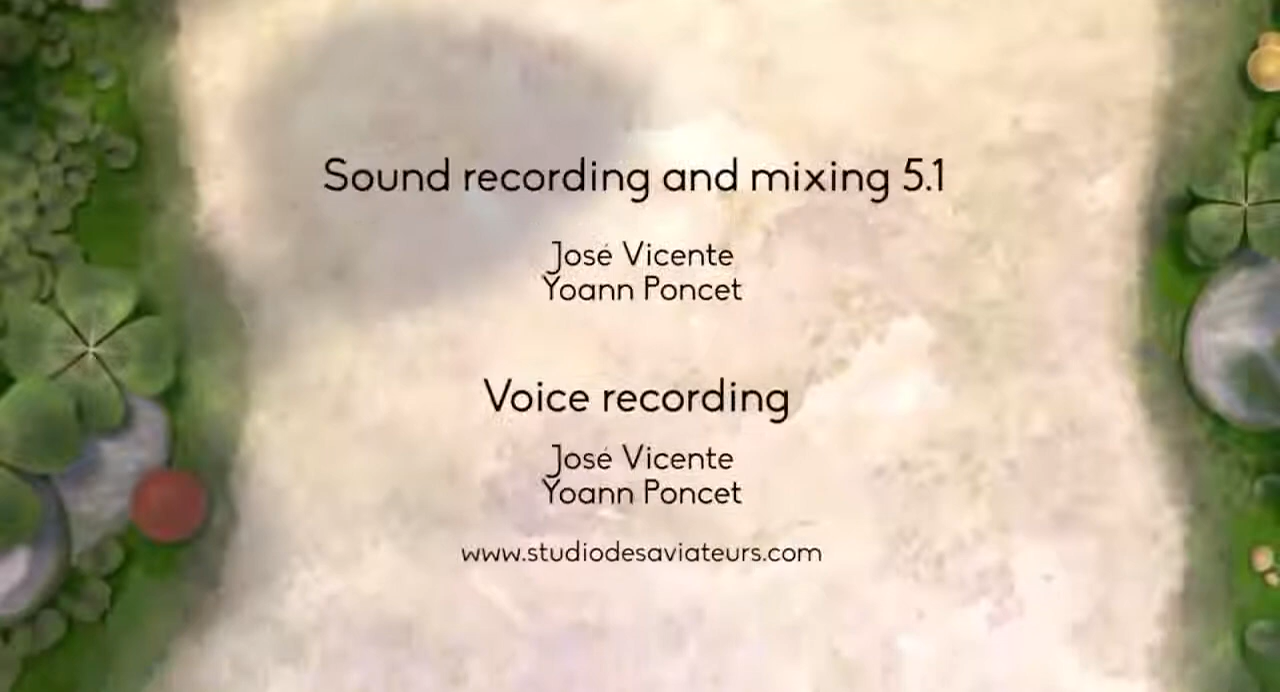 Sound recording and mixing 5.1
José Vicente
Yoann Poncet
Voice recording
José Vicente
Yoann Poncet
www.studiodesaviateurs.com